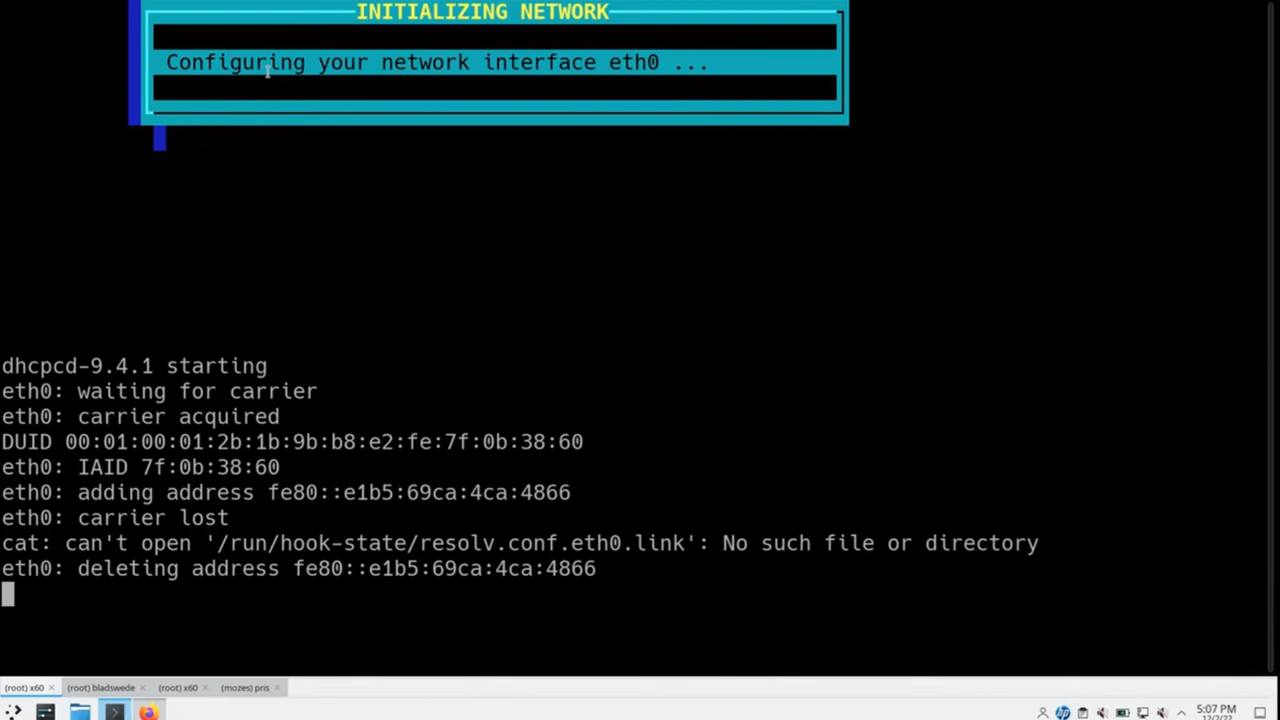 INITIALIZING NETWORK
Configuring your network interface eth0 ...
dhcpcd-9.4.1 starting
eth0: waiting for carrier
eth0: carrier acquired
DUID 00:01:00:01:2b:1b:9b:b8:e2:fe:7f:0b:38:60
eth0: IAID 7f:0b:38:60
eth0: adding address fe80::e1b5:69ca:4ca:4866
eth0: carrier lost
cat: can't open '/run/hook-state/resolv.conf.eth0.link': No such file or directory
eth0: deleting address fe80::e1b5:69ca:4ca:4866
(root) x60 (root) bladswede (root) x60 (mozes) pris
5:07 PM
12/2/22